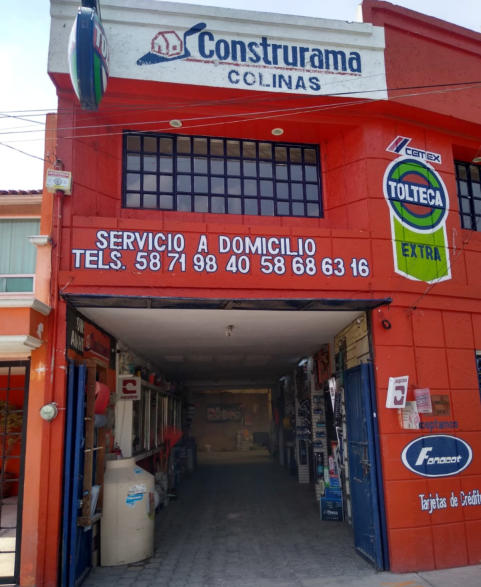 Construrama
COLINAS
CEMEX
TOLTECA
EXTRA
SERVICIO A DOMICILIO
TELS. 58 71 98 40 58 68 63 16
Fonacot
Tarjetas de Crédito